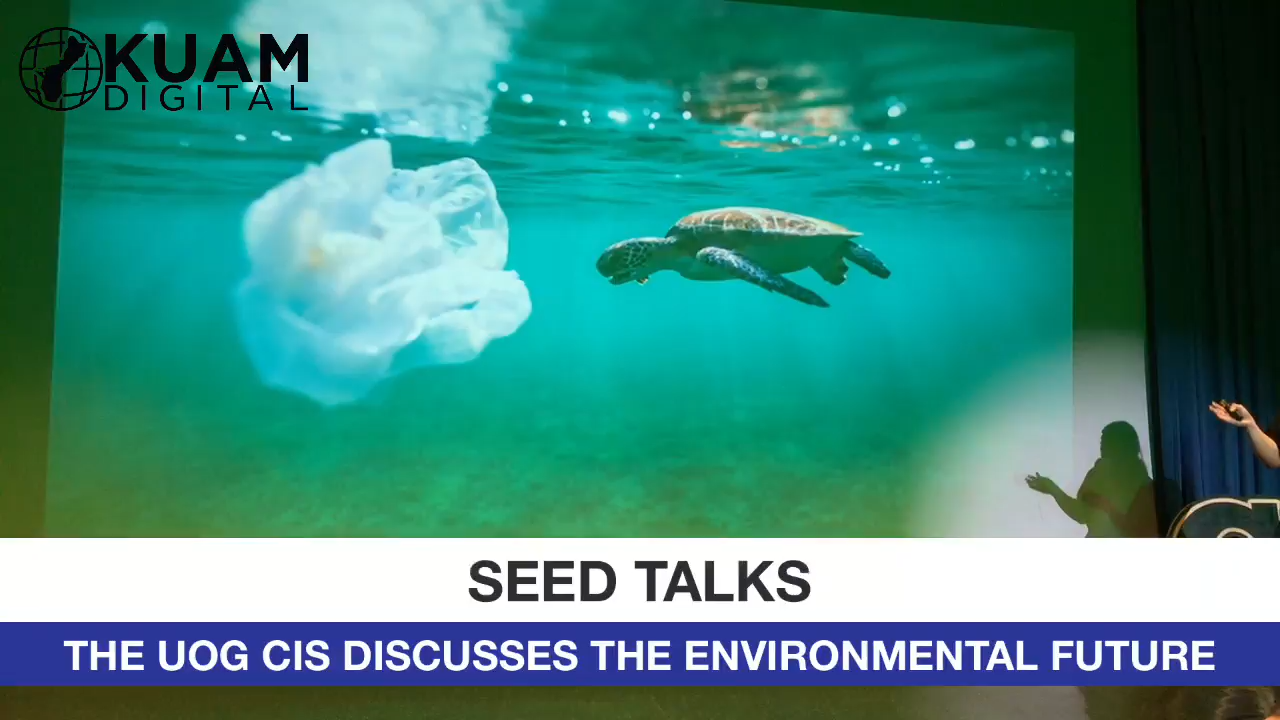 KUAM
DIGITAL
SEED TALKS
THE UOG CIS DISCUSSES THE ENVIRONMENTAL FUTURE